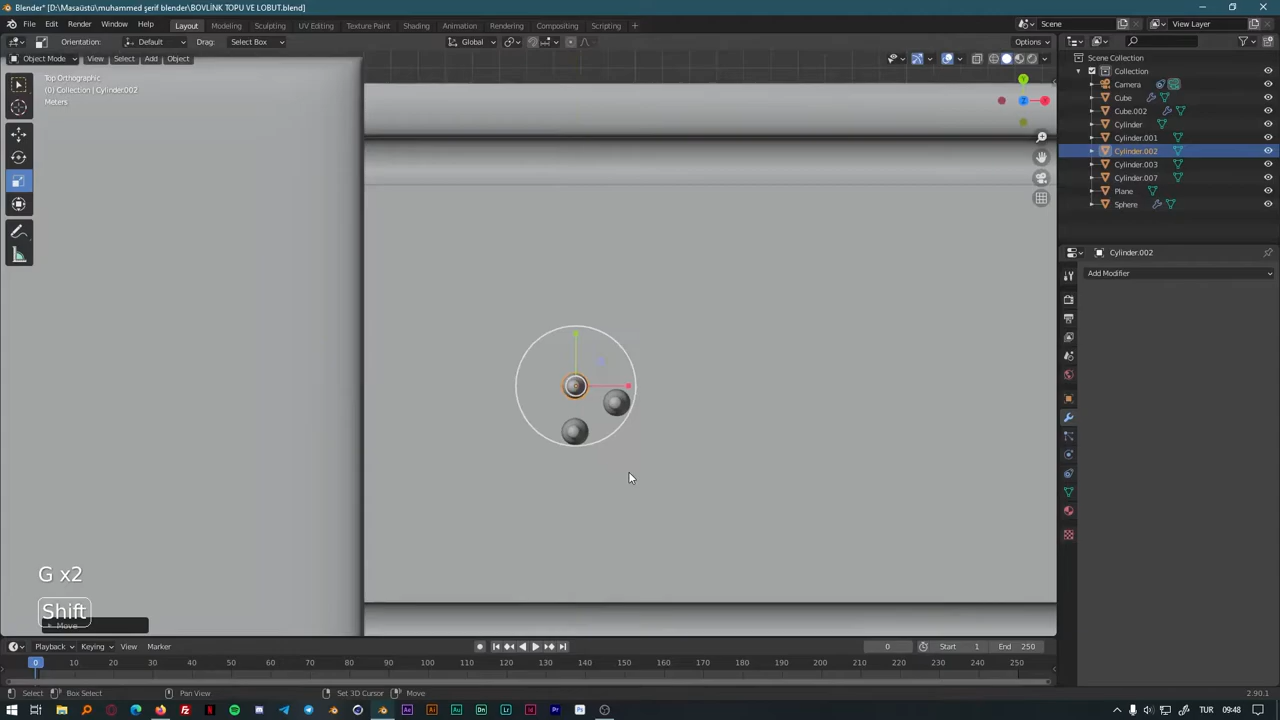 Blender* [D:\Masaüstü\muhammed şerif blender\BOVLİNK TOPU VE LOBUT.blend]
File Edit Render Window Help Layout Modeling Sculpting UV Editing Texture Paint Shading Animation Rendering Compositing Scripting Scene View Layer
Orientation: Default Drag: Select Box Global Options
Object Mode View Select Add Object
Top Orthographic
(0) Collection | Cylinder.002
Meters
Scene Collection
Collection
Camera
Cube
Cube.002
Cylinder
Cylinder.001
Cylinder.002
Cylinder.003
Cylinder.007
Plane
Sphere
Cylinder.002
Add Modifier
G x2
Shift
Move
Playback Keying View Marker 0 Start 1 End 250
0 10 20 30 40 50 60 70 80 90 100 110 120 130 140 150 160 170 180 190 200 210 220 230 240 250
Select Box Select Pan View Set 3D Cursor Move 2.90.1
TUR 09:48